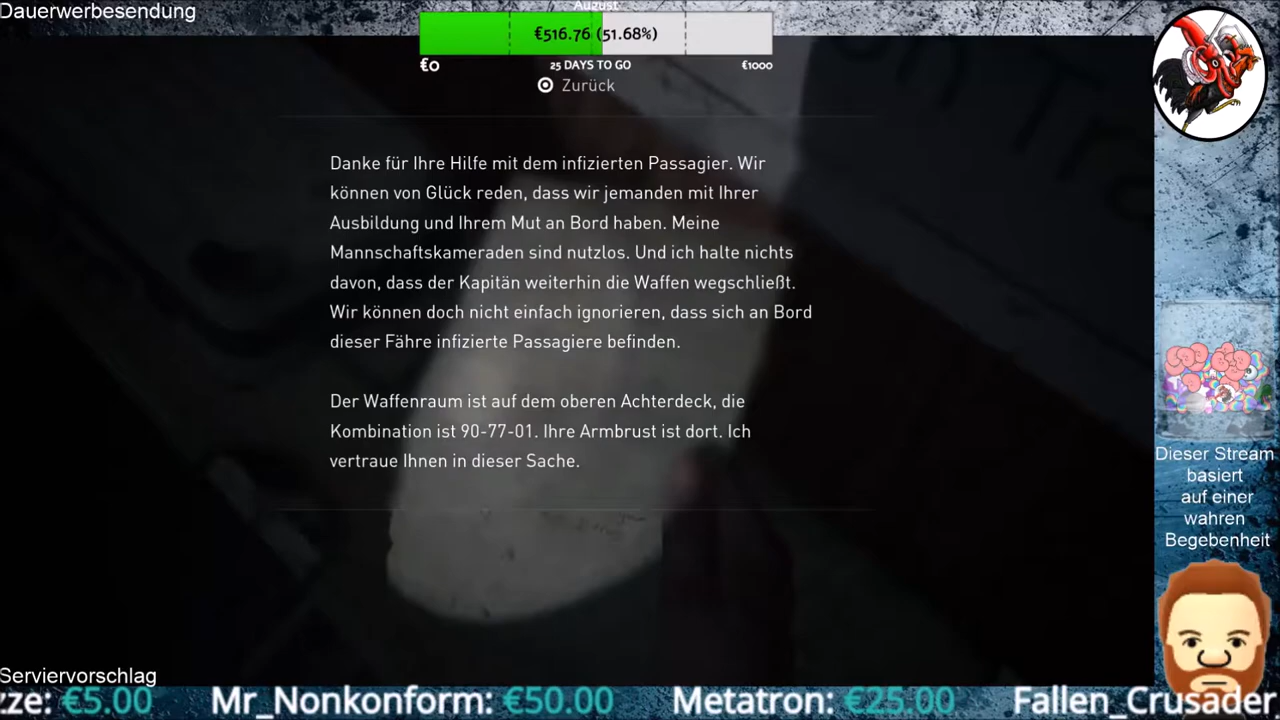 Dauerwerbesendung
August
€516.76 (51.68%)
€0
25 DAYS TO GO
€1000
Zurück
Danke für Ihre Hilfe mit dem infizierten Passagier. Wir
können von Glück reden, dass wir jemanden mit Ihrer
Ausbildung und Ihrem Mut an Bord haben. Meine
Mannschaftskameraden sind nutzlos. Und ich halte nichts
davon, dass der Kapitän weiterhin die Waffen wegschließt.
Wir können doch nicht einfach ignorieren, dass sich an Bord
dieser Fähre infizierte Passagiere befinden.
Der Waffenraum ist auf dem oberen Achterdeck, die
Kombination ist 90-77-01. Ihre Armbrust ist dort. Ich
vertraue Ihnen in dieser Sache.
Dieser Stream
basiert
auf einer
wahren
Begebenheit
Serviervorschlag
zze: €5.00 Mr_Nonkonform: €50.00 Metatron: €25.00 Fallen_Crusader